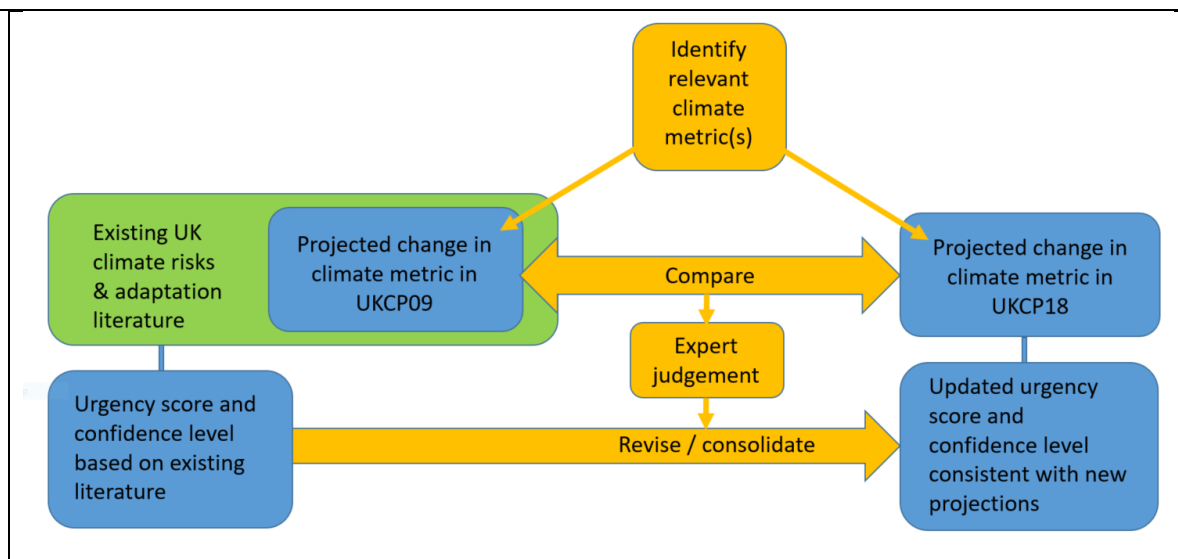 Identify
relevant
climate
metric(s)
Existing UK
climate risks
& adaptation
literature
Projected change in
climate metric in
UKCP09
Compare
Projected change in
climate metric in
UKCP18
Expert
judgement
Urgency score and
confidence level
based on existing
literature
Revise / consolidate
Updated urgency
score and
confidence level
consistent with new
projections